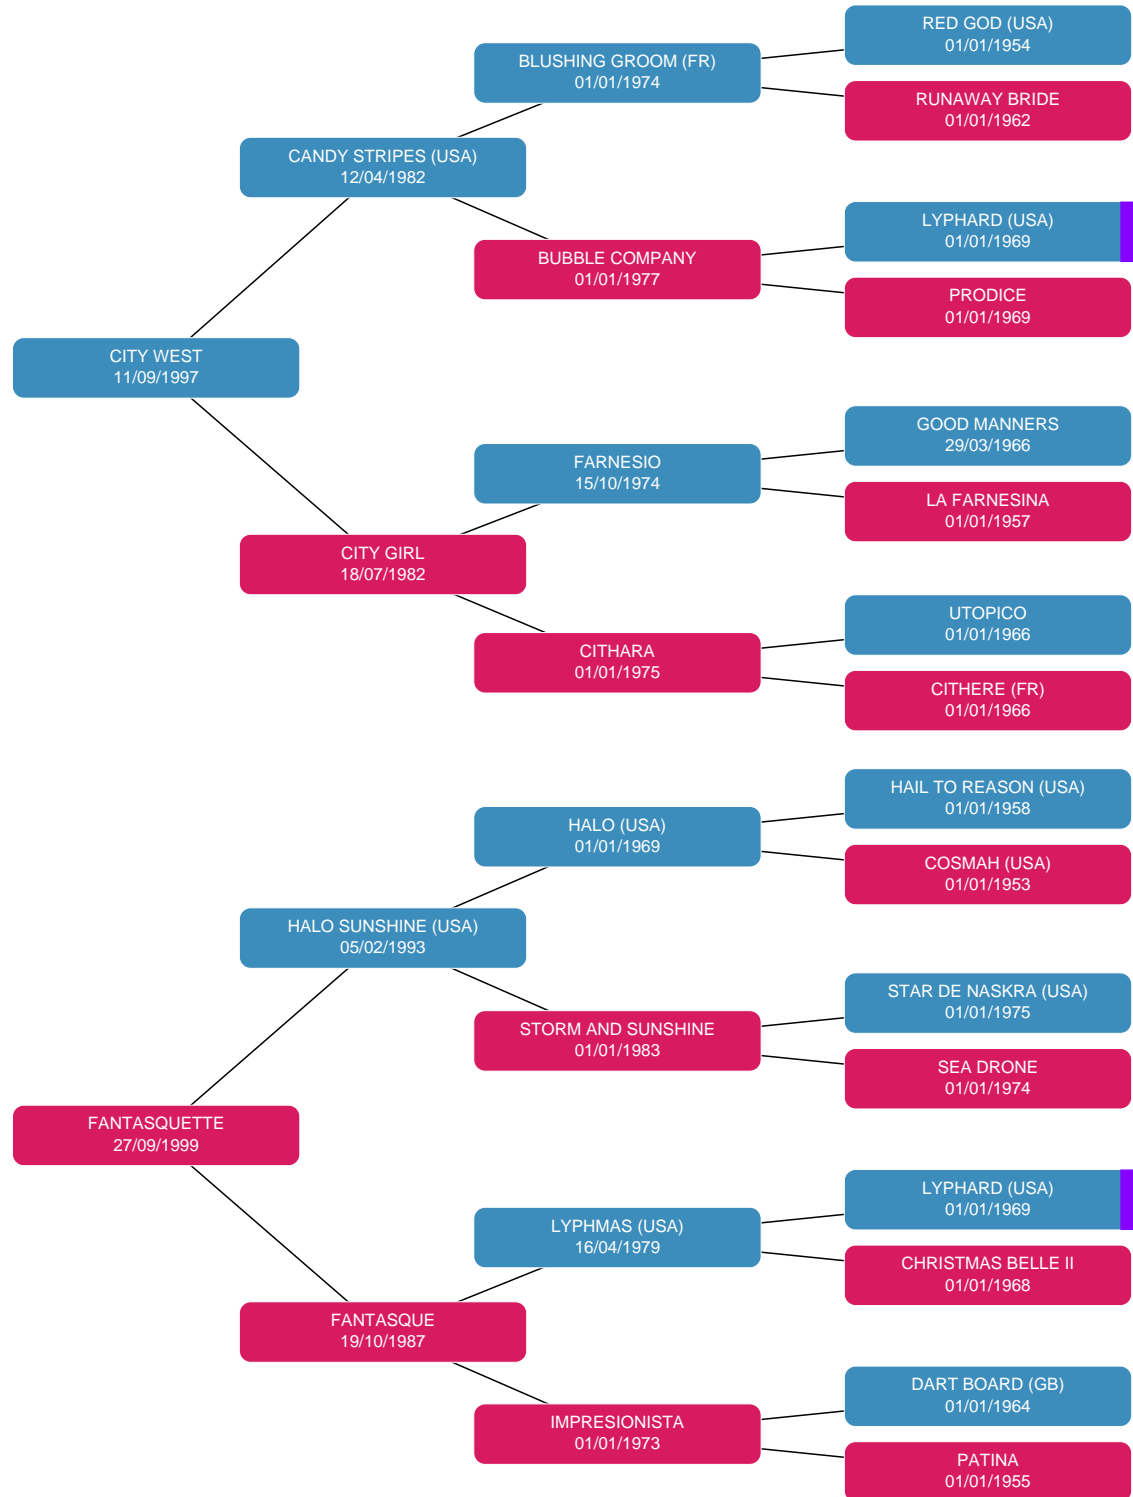 RED GOD (USA)
01/01/1954
BLUSHING GROOM (FR)
01/01/1974
RUNAWAY BRIDE
01/01/1962
CANDY STRIPES (USA)
12/04/1982
LYPHARD (USA)
01/01/1969
BUBBLE COMPANY
01/01/1977
PRODICE
01/01/1969
CITY WEST
11/09/1997
GOOD MANNERS
29/03/1966
FARNESIO
15/10/1974
LA FARNESINA
01/01/1957
CITY GIRL
18/07/1982
UTOPICO
01/01/1966
CITHARA
01/01/1975
CITHERE (FR)
01/01/1966
HAIL TO REASON (USA)
01/01/1958
HALO (USA)
01/01/1969
COSMAH (USA)
01/01/1953
HALO SUNSHINE (USA)
05/02/1993
STAR DE NASKRA (USA)
01/01/1975
STORM AND SUNSHINE
01/01/1983
SEA DRONE
01/01/1974
FANTASQUETTE
27/09/1999
LYPHARD (USA)
01/01/1969
LYPHMAS (USA)
16/04/1979
CHRISTMAS BELLE II
01/01/1968
FANTASQUE
19/10/1987
DART BOARD (GB)
01/01/1964
IMPRESIONISTA
01/01/1973
PATINA
01/01/1955